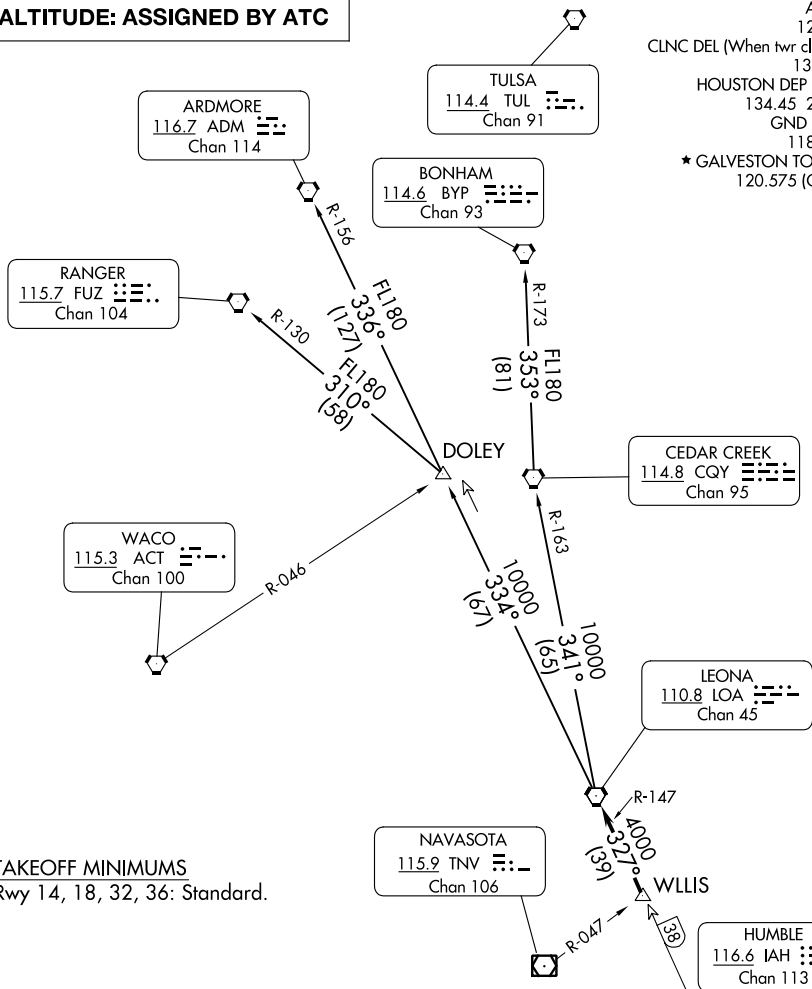 ALTITUDE: ASSIGNED BY ATC
CLNC DEL (When twr cl
HOUSTON DEP
134.45 2
GND
118
★ GALVESTON TO
120.575 (
TULSA
114.4 TUL
Chan 91
ARDMORE
116.7 ADM
Chan 114
BONHAM
114.6 BYP
Chan 93
RANGER
115.7 FUZ
Chan 104
R-156
R-130
R-173
FL180
336°
(127)
FL180
310°
(58)
FL180
353°
(81)
DOLEY
CEDAR CREEK
114.8 CQY
Chan 95
WACO
115.3 ACT
Chan 100
R-046
R-163
10000
334°
(67)
10000
341°
(65)
LEONA
110.8 LOA
Chan 45
R-147
4000
327°
(39)
WLLIS
NAVASOTA
115.9 TNV
Chan 106
R-047
38
HUMBLE
116.6 IAH
Chan 113
TAKEOFF MINIMUMS
Rwy 14, 18, 32, 36: Standard.